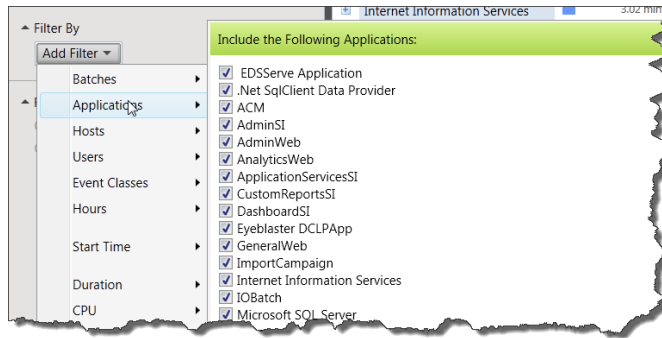 Internet Information Services
3.02 min
Filter By
Add Filter
Batches
Applications
Hosts
Users
Event Classes
Hours
Start Time
Duration
CPU
Include the Following Applications:
EDSServe Application
.Net SqlClient Data Provider
ACM
AdminSI
AdminWeb
AnalyticsWeb
ApplicationServicesSI
CustomReportsSI
DashboardSI
Eyeblaster DCLPApp
GeneralWeb
ImportCampaign
Internet Information Services
IOBatch
Microsoft SQL Server